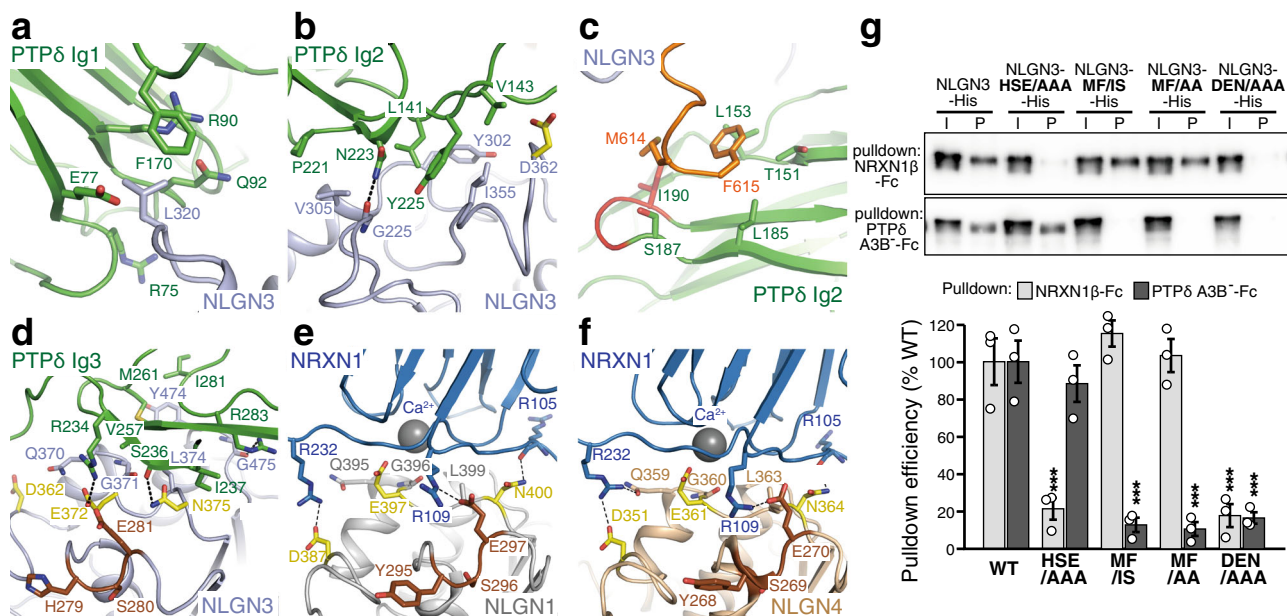 a
PTPδ Ig1
R90
F170
E77
Q92
L320
R75
NLGN3
b
PTPδ Ig2
V143
L141
Y302
N223
D362
P221
I355
V305
Y225
G225
NLGN3
c
NLGN3
L153
M614
T151
F615
I190
L185
S187
PTPδ Ig2
d
PTPδ Ig3
M261
I281
Y474
R234
R283
V257
S236
L374
Q370
G371
G475
I237
D362
N375
E372
E281
H279
S280
NLGN3
e
NRXN1
Ca2+
R105
R232
Q395
G396
L399
E397
N400
R109
D387
E297
Y295
S296
NLGN1
f
NRXN1
Ca2+
R105
R232
Q359
G360
L363
D351
E361
N364
R109
E270
S269
Y268
NLGN4
g
NLGN3
-His
NLGN3-
HSE/AAA
-His
NLGN3-
MF/IS
-His
NLGN3-
MF/AA
-His
NLGN3-
DEN/AAA
-His
I P I P I P I P I P
pulldown:
NRXN1β
-Fc
pulldown:
PTPδ
A3B⁻-Fc
Pulldown: NRXN1β-Fc PTPδ A3B⁻-Fc
Pulldown efficiency (% WT)
120
100
80
60
40
20
0
***
***
***
***
***
WT
HSE
/AAA
MF
/IS
MF
/AA
DEN
/AAA